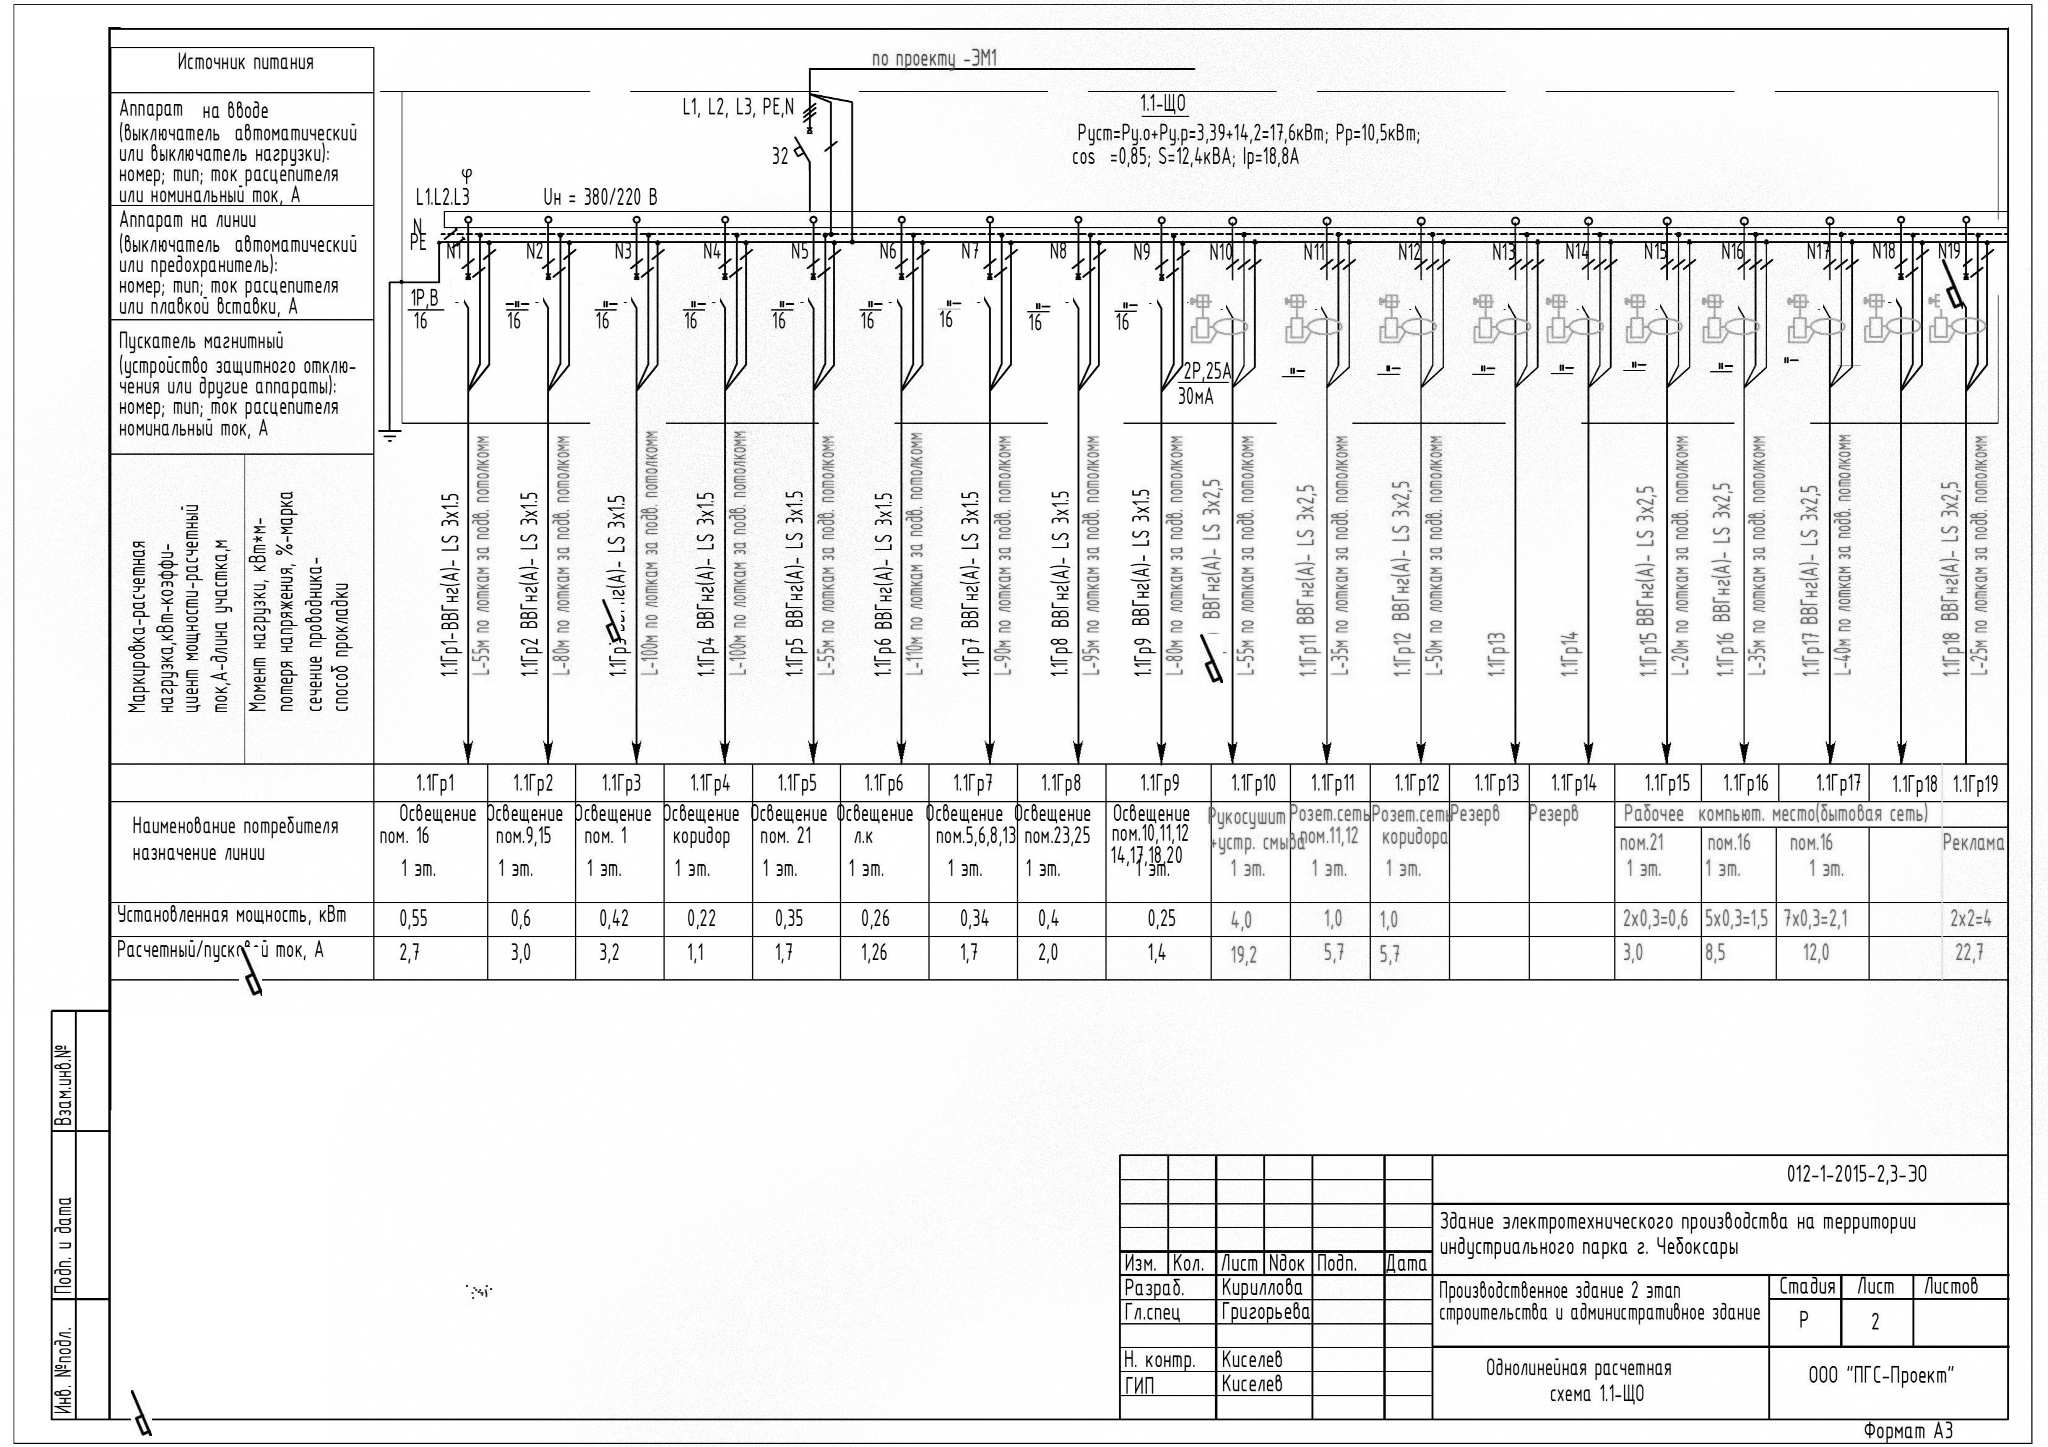 Источник питания
Аппарат на вводе
(выключатель автоматический
или выключатель нагрузки):
номер; тип; ток расцепителя
или номинальный ток, А
Аппарат на линии
(выключатель автоматический
или предохранитель):
номер; тип; ток расцепителя
или плавкой вставки, А
Пускатель магнитный
(устройство защитного отклю-
чения или другие аппараты):
номер; тип; ток расцепителя
номинальный ток, А
Маркировка-расчетная
нагрузка,кВт-коэффи-
циент мощности-расчетный
ток,А-длина участка,м
Момент нагрузки, кВт*м-
потеря напряжения, %-марка
сечение проводника-
способ прокладки
по проекту -ЭМ1
L1, L2, L3, PE,N
32
1.1-ЩО
Руст=Ру.о+Ру.р=3,39+14,2=17,6кВт; Рр=10,5кВт;
cos =0,85; S=12,4кВА; Iр=18,8А
φ
L1.L2.L3
Uн = 380/220 В
N
PE
N1 N2 N3 N4 N5 N6 N7 N8 N9 N10 N11 N12 N13 N14 N15 N16 N17 N18 N19
1Р,В
16
"- 16
"- 16
"- 16
"- 16
"- 16
"- 16
"- 16
"- 16
2Р,25А
30мА
1.1Гр1-ВВГнг(А)- LS 3х1.5
L-55м по лоткам за подв. потолкомм
1.1Гр2 ВВГнг(А)- LS 3х1.5
L-80м по лоткам за подв. потолкомм
1.1Гр3 ВВГнг(А)- LS 3х1.5
L-100м по лоткам за подв. потолкомм
1.1Гр4 ВВГнг(А)- LS 3х1.5
L-100м по лоткам за подв. потолкомм
1.1Гр5 ВВГнг(А)- LS 3х1.5
L-55м по лоткам за подв. потолкомм
1.1Гр6 ВВГнг(А)- LS 3х1.5
L-110м по лоткам за подв. потолкомм
1.1Гр7 ВВГнг(А)- LS 3х1.5
L-90м по лоткам за подв. потолкомм
1.1Гр8 ВВГнг(А)- LS 3х1.5
L-95м по лоткам за подв. потолкомм
1.1Гр9 ВВГнг(А)- LS 3х1.5
L-80м по лоткам за подв. потолкомм
ВВГнг(А)- LS 3х2,5
L-55м по лоткам за подв. потолкомм
1.1Гр11 ВВГнг(А)- LS 3х2,5
L-35м по лоткам за подв. потолкомм
1.1Гр12 ВВГнг(А)- LS 3х2,5
L-50м по лоткам за подв. потолкомм
1.1Гр13
1.1Гр14
1.1Гр15 ВВГнг(А)- LS 3х2,5
L-20м по лоткам за подв. потолкомм
1.1Гр16 ВВГнг(А)- LS 3х2,5
L-35м по лоткам за подв. потолкомм
1.1Гр17 ВВГнг(А)- LS 3х2,5
L-40м по лоткам за подв. потолкомм
1.1Гр18 ВВГнг(А)- LS 3х2,5
L-25м по лоткам за подв. потолкомм
1.1Гр1 1.1Гр2 1.1Гр3 1.1Гр4 1.1Гр5 1.1Гр6 1.1Гр7 1.1Гр8 1.1Гр9 1.1Гр10 1.1Гр11 1.1Гр12 1.1Гр13 1.1Гр14 1.1Гр15 1.1Гр16 1.1Гр17 1.1Гр18 1.1Гр19
Наименование потребителя
назначение линии
Освещение
пом. 16
1 эт.
Освещение
пом.9,15
1 эт.
Освещение
пом. 1
1 эт.
Освещение
коридор
1 эт.
Освещение
пом. 21
1 эт.
Освещение
л.к
1 эт.
Освещение
пом.5,6,8,13
1 эт.
Освещение
пом.23,25
1 эт.
Освещение
пом.10,11,12
14,17,18,20
1 эт.
Рукосушит
+устр. смыва
1 эт.
Розет.сеть
пом.11,12
1 эт.
Розет.сеть
коридора
1 эт.
Резерв
Резерв
Рабочее компьют. место(бытовая сеть)
пом.21
1 эт.
пом.16
1 эт.
пом.16
1 эт.
Реклама
Установленная мощность, кВт
0,55 0,6 0,42 0,22 0,35 0,26 0,34 0,4 0,25 4,0 1,0 1,0 2х0,3=0,6 5х0,3=1,5 7х0,3=2,1 2х2=4
Расчетный/пусковой ток, А
2,7 3,0 3,2 1,1 1,7 1,26 1,7 2,0 1,4 19,2 5,7 5,7 3,0 8,5 12,0 22,7
Взам.инв.№
Подп. и дата
Инв. №подл.
012-1-2015-2,3-ЭО
Здание электротехнического производства на территории
индустриального парка г. Чебоксары
Изм. Кол. Лист Nдок Подп. Дата
Разраб. Кириллова
Гл.спец Григорьева
Н. контр. Киселев
ГИП Киселев
Производственное здание 2 этап
строительства и административное здание
Стадия Лист Листов
Р 2
Однолинейная расчетная
схема 1.1-ЩО
ООО "ПГС-Проект"
Формат А3